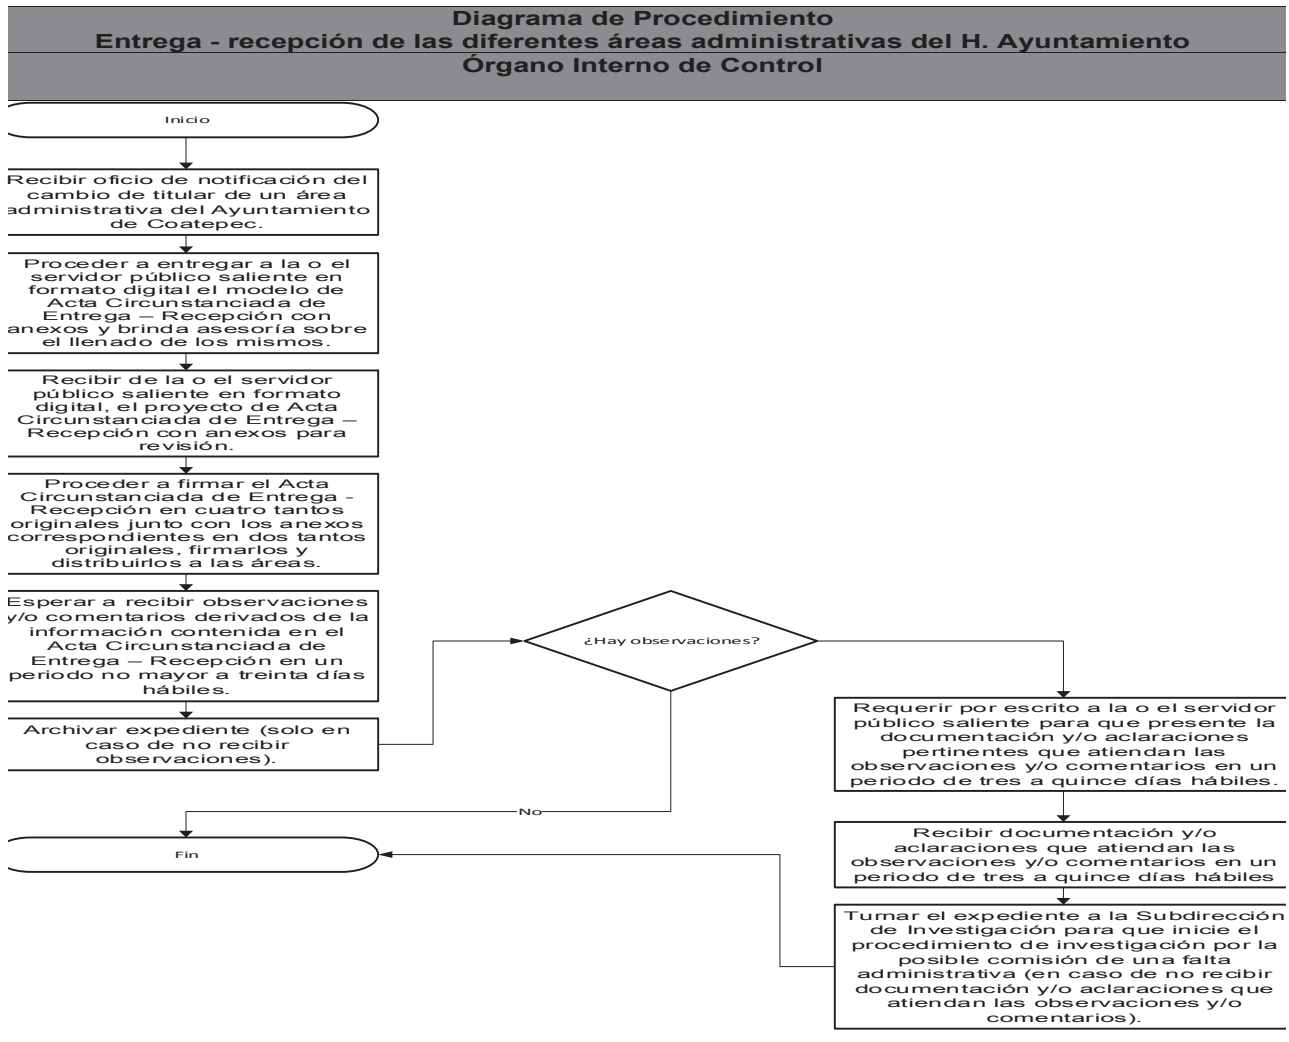 Diagrama de Procedimiento
Entrega - recepción de las diferentes áreas administrativas del H. Ayuntamiento
Órgano Interno de Control
Inicio
Recibir oficio de notificación del
cambio de titular de un área
administrativa del Ayuntamiento
de Coatepec.
Proceder a entregar a la o el
servidor público saliente en
formato digital el modelo de
Acta Circunstanciada de
Entrega – Recepción con
anexos y brinda asesoría sobre
el llenado de los mismos.
Recibir de la o el servidor
público saliente en formato
digital, el proyecto de Acta
Circunstanciada de Entrega –
Recepción con anexos para
revisión.
Proceder a firmar el Acta
Circunstanciada de Entrega -
Recepción en cuatro tantos
originales junto con los anexos
correspondientes en dos tantos
originales, firmarlos y
distribuirlos a las áreas.
Esperar a recibir observaciones
y/o comentarios derivados de la
información contenida en el
Acta Circunstanciada de
Entrega – Recepción en un
periodo no mayor a treinta días
hábiles.
Archivar expediente (solo en
caso de no recibir
observaciones).
¿Hay observaciones?
No
Fin
Requerir por escrito a la o el servidor
público saliente para que presente la
documentación y/o aclaraciones
pertinentes que atiendan las
observaciones y/o comentarios en un
periodo de tres a quince días hábiles.
Recibir documentación y/o
aclaraciones que atiendan las
observaciones y/o comentarios en un
periodo de tres a quince días hábiles
Turnar el expediente a la Subdirección
de Investigación para que inicie el
procedimiento de investigación por la
posible comisión de una falta
administrativa (en caso de no recibir
documentación y/o aclaraciones que
atiendan las observaciones y/o
comentarios).